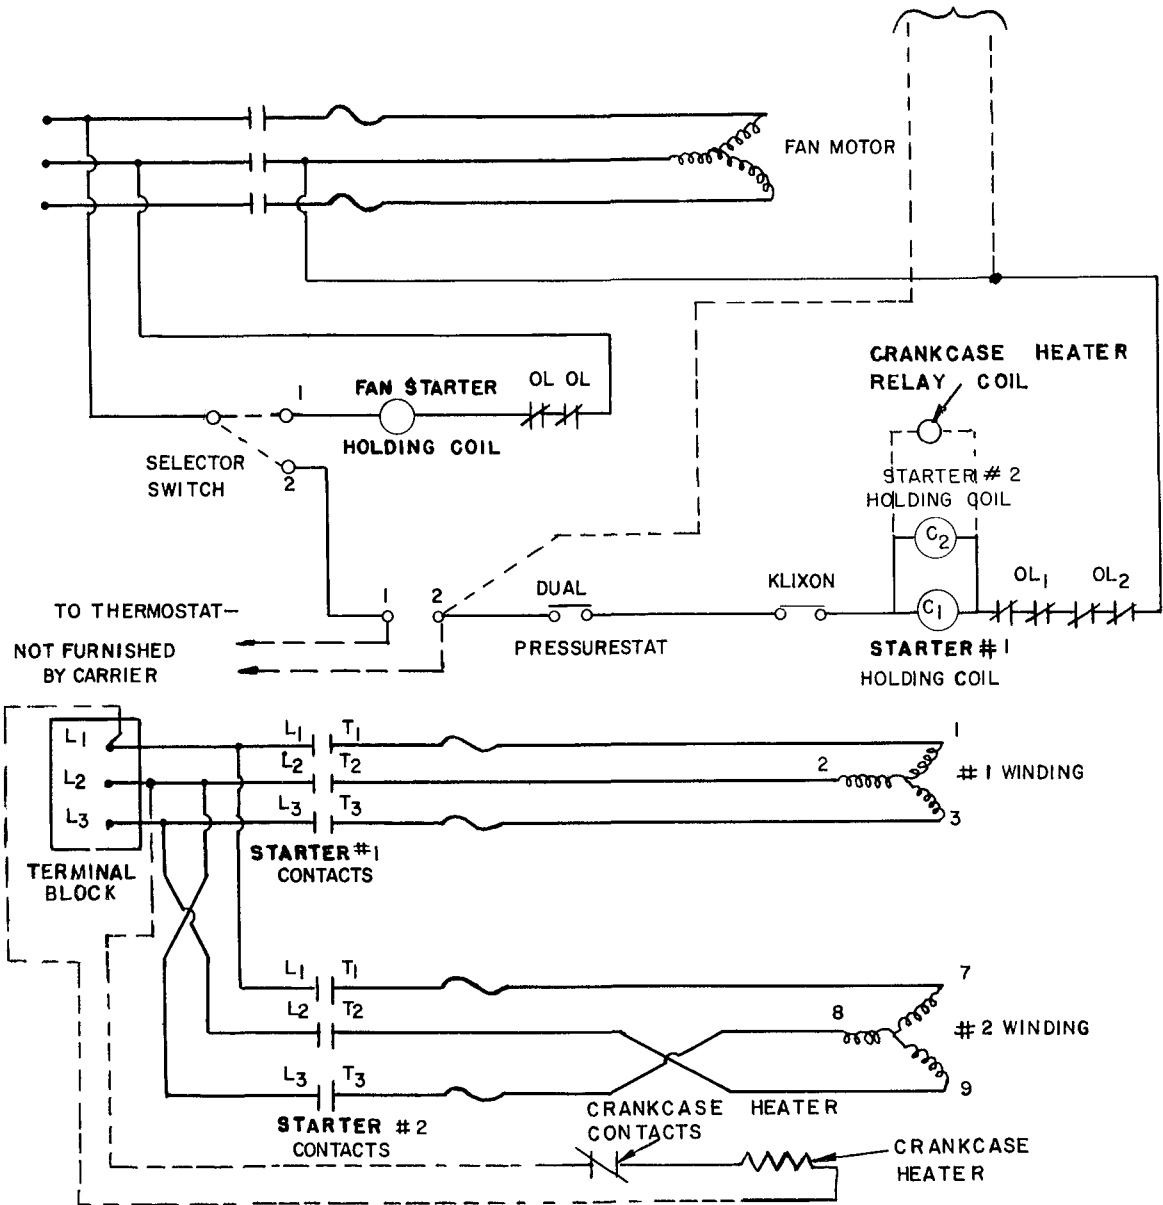 FAN MOTOR
CRANKCASE HEATER
RELAY COIL
1
FAN STARTER
OL OL
HOLDING COIL
SELECTOR
SWITCH
2
STARTER # 2
HOLDING COIL
C2
1
2
DUAL
PRESSURESTAT
KLIXON
C1
OL1
OL2
STARTER #1
HOLDING COIL
TO THERMOSTAT—
NOT FURNISHED
BY CARRIER
L1
L2
L3
TERMINAL
BLOCK
L1 T1
L2 T2
L3 T3
STARTER #1
CONTACTS
1
2
3
#1 WINDING
L1 T1
L2 T2
L3 T3
STARTER #2
CONTACTS
7
8
9
#2 WINDING
CRANKCASE HEATER
CONTACTS
CRANKCASE
HEATER